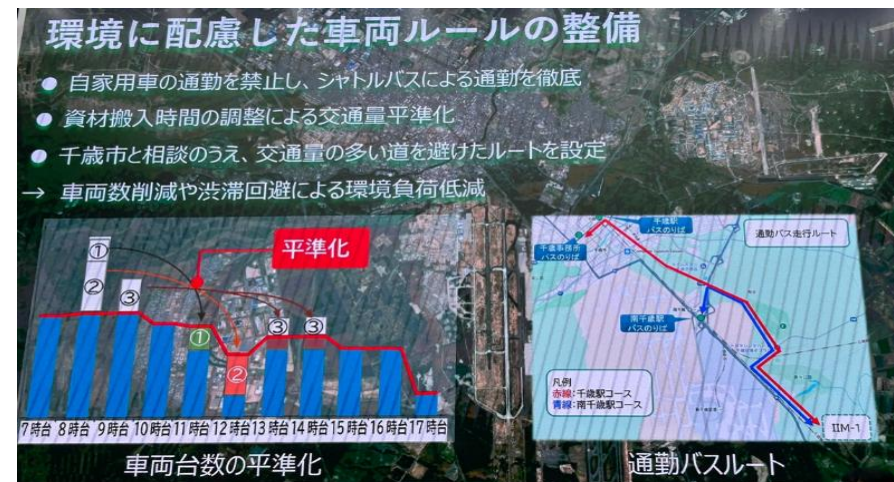 環境に配慮した車両ルールの整備
● 自家用車の通勤を禁止し、シャトルバスによる通勤を徹底
● 資材搬入時間の調整による交通量平準化
● 千歳市と相談のうえ、交通量の多い道を避けたルートを設定
→ 車両数削減や渋滞回避による環境負荷低減
平準化
①
②
③
①
②
③
③
7時台 8時台 9時台 10時台 11時台 12時台 13時台 14時台 15時台 16時台 17時台
車両台数の平準化
千歳駅
バスのりば
千歳事務所
バスのりば
通勤バス走行ルート
南千歳駅
バスのりば
凡例
赤線:千歳駅コース
青線:南千歳駅コース
IIM-1
通勤バスルート